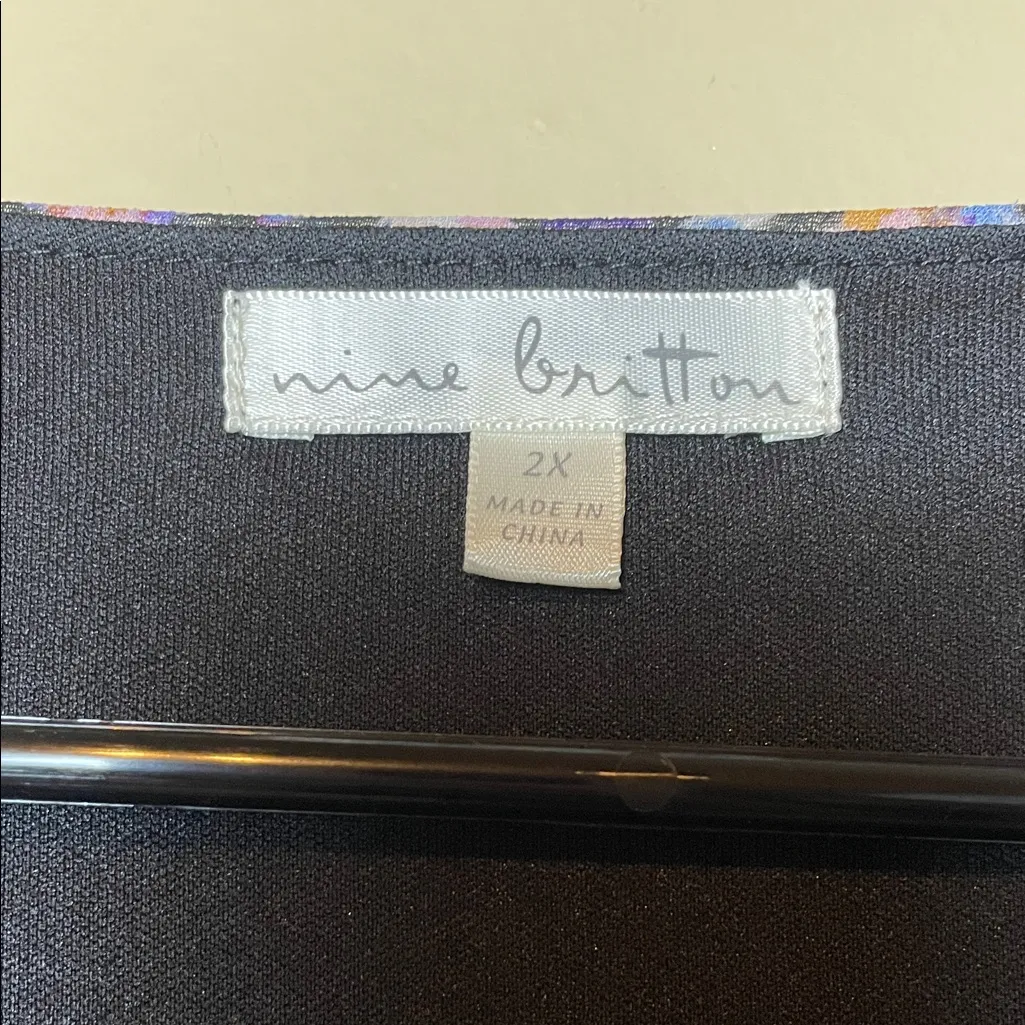 nine britton
2X
MADE IN
CHINA